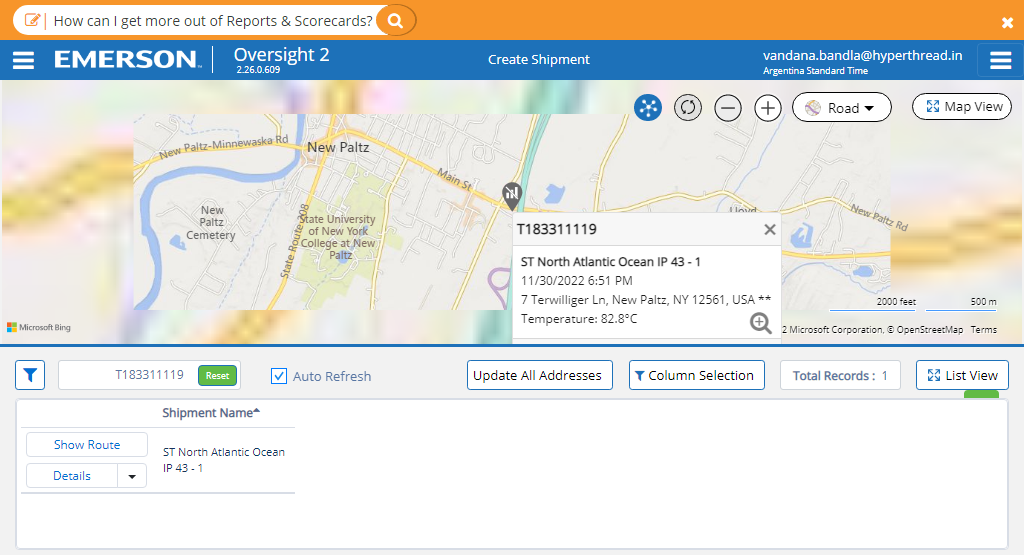 How can I get more out of Reports & Scorecards?
EMERSON
Oversight 2
2.26.0.609
Create Shipment
vandana.bandla@hyperthread.in
Argentina Standard Time
Road
Map View
New Paltz-Minnewaska Rd
New Paltz
Main St
New
Paltz
Cemetery
State Route 208
State University
of New York
College at New
Paltz
Lloyd
New Paltz Rd
T183311119
ST North Atlantic Ocean IP 43 - 1
11/30/2022 6:51 PM
7 Terwilliger Ln, New Paltz, NY 12561, USA **
Temperature: 82.8°C
2000 feet
500 m
Microsoft Bing
2 Microsoft Corporation, © OpenStreetMap Terms
T183311119
Reset
Auto Refresh
Update All Addresses
Column Selection
Total Records : 1
List View
Shipment Name
Show Route
Details
ST North Atlantic Ocean
IP 43 - 1